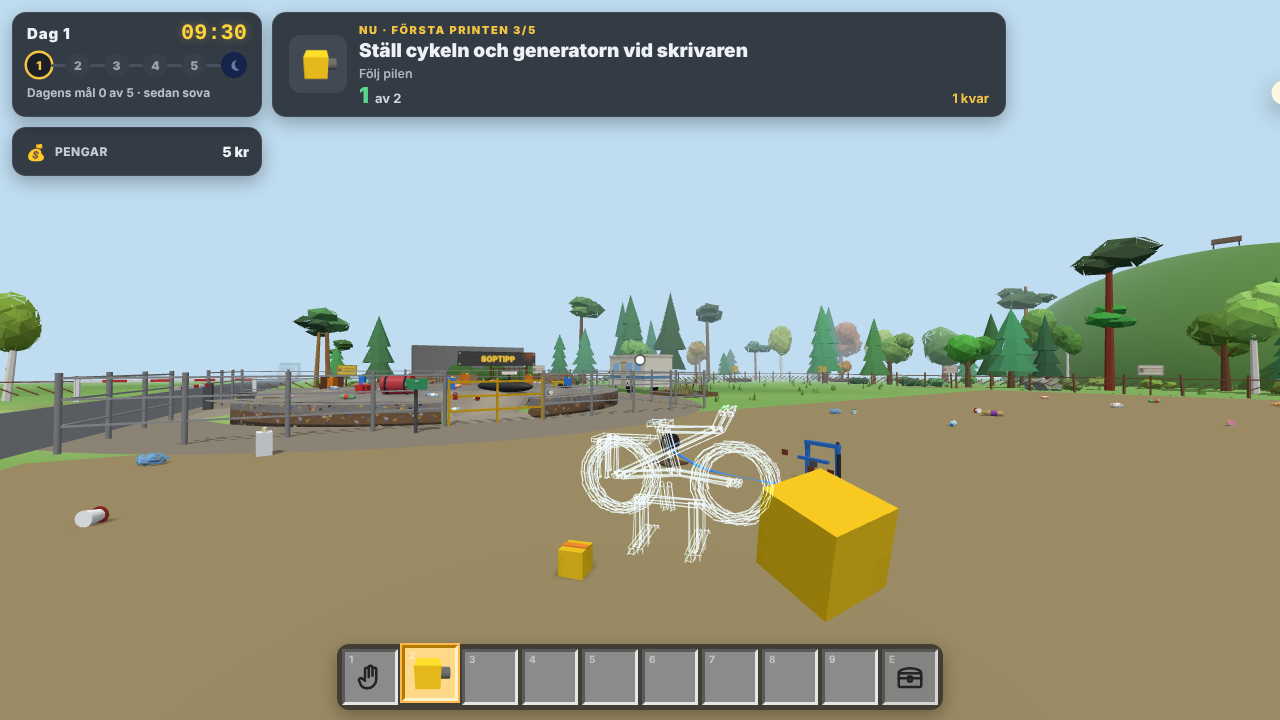 Dag 1
09:30
1 2 3 4 5
Dagens mål 0 av 5 · sedan sova
PENGAR
5 kr
NU · FÖRSTA PRINTEN 3/5
Ställ cykeln och generatorn vid skrivaren
Följ pilen
1 av 2
1 kvar
SOPTIPP
1 2 3 4 5 6 7 8 9 E